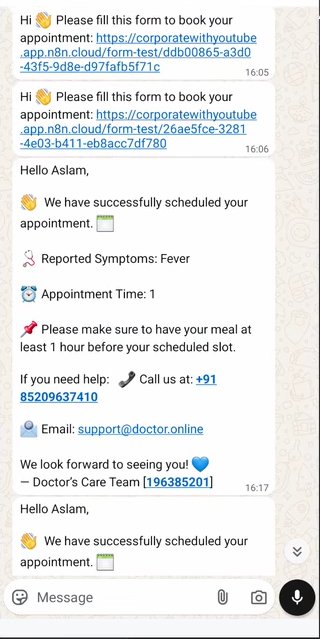 Hi 👋 Please fill this form to book your
appointment: https://corporatewithyoutube
.app.n8n.cloud/form-test/ddb00865-a3d0
-43f5-9d8e-d97fafb5f71c
16:05
Hi 👋 Please fill this form to book your
appointment: https://corporatewithyoutube
.app.n8n.cloud/form-test/26ae5fce-3281
-4e03-b411-eb8acc7df780
16:06
Hello Aslam,
👋 We have successfully scheduled your
appointment. 🗓️
🩺 Reported Symptoms: Fever
⏰ Appointment Time: 1
📌 Please make sure to have your meal at
least 1 hour before your scheduled slot.
If you need help: 📞 Call us at: +91
85209637410
📧 Email: support@doctor.online
We look forward to seeing you! 💙
— Doctor's Care Team [196385201]
16:17
Hello Aslam,
👋 We have successfully scheduled your
appointment. 🗓️
Message